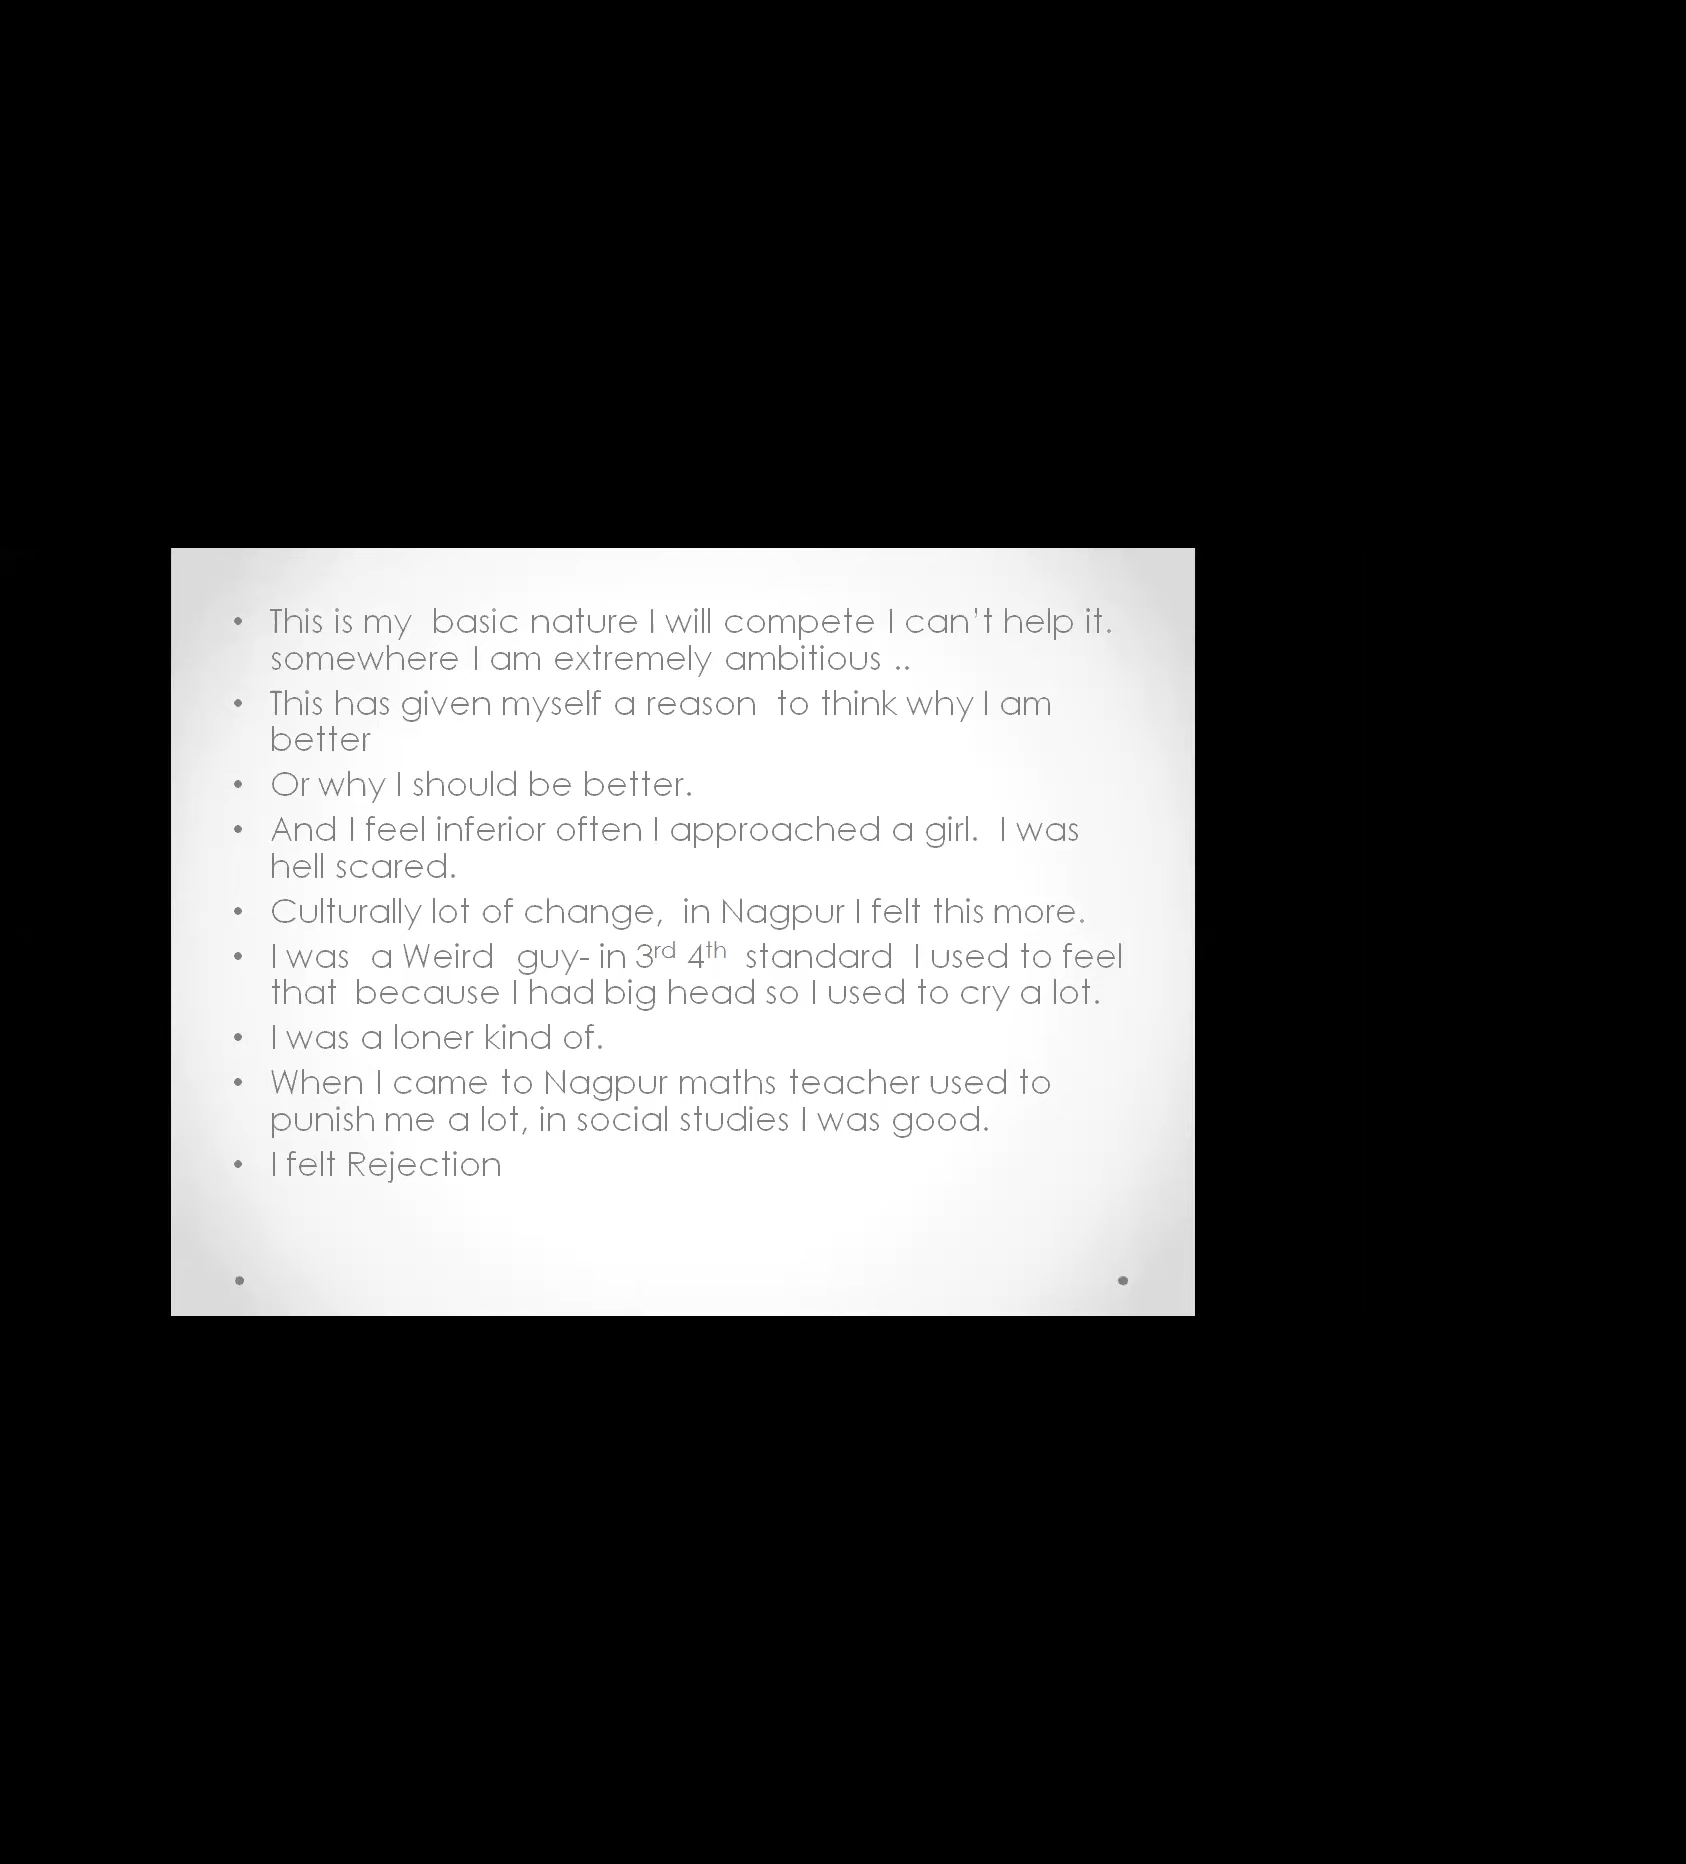 • This is my  basic nature I will compete I can't help it.
somewhere I am extremely ambitious ..
• This has given myself a reason  to think why I am
better
• Or why I should be better.
• And I feel inferior often I approached a girl.  I was
hell scared.
• Culturally lot of change,  in Nagpur I felt this more.
• I was  a Weird  guy- in 3rd 4th  standard  I used to feel
that  because I had big head so I used to cry a lot.
• I was a loner kind of.
• When I came to Nagpur maths teacher used to
punish me a lot, in social studies I was good.
• I felt Rejection